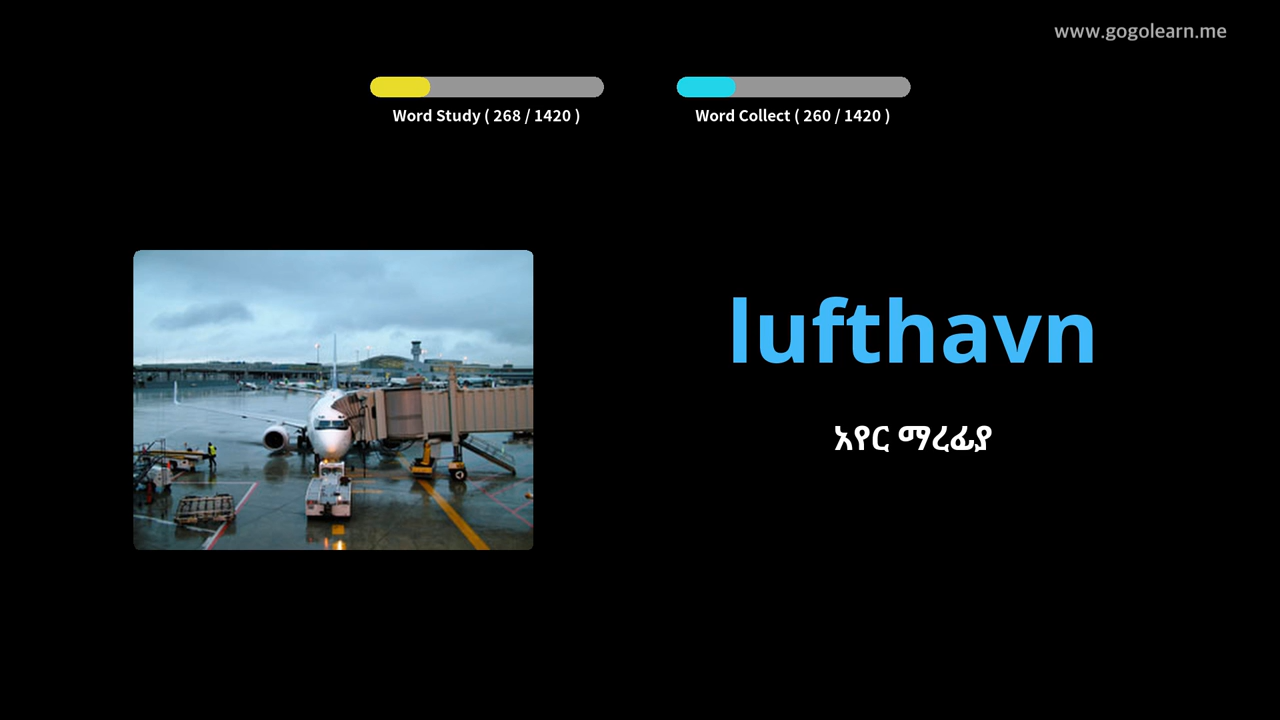 www.gogolearn.me
Word Study ( 268 / 1420 )
Word Collect ( 260 / 1420 )
lufthavn
አየር ማረፊያ